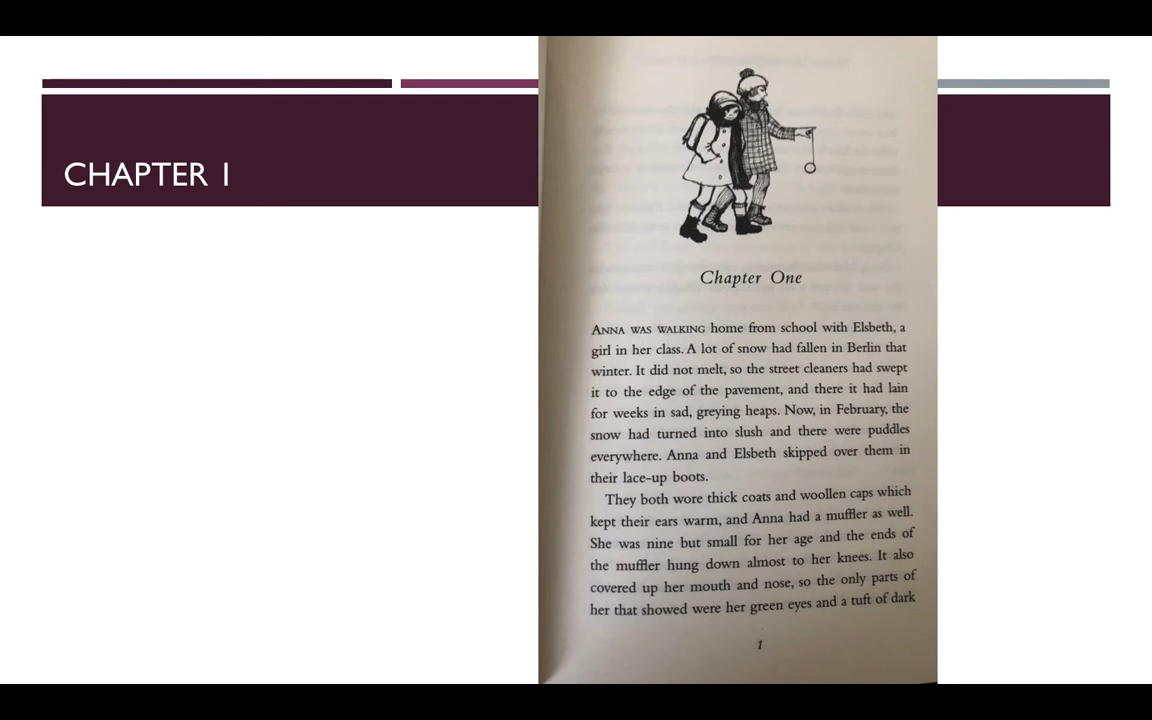 CHAPTER 1
Chapter One
ANNA WAS WALKING home from school with Elsbeth, a
girl in her class. A lot of snow had fallen in Berlin that
winter. It did not melt, so the street cleaners had swept
it to the edge of the pavement, and there it had lain
for weeks in sad, greying heaps. Now, in February, the
snow had turned into slush and there were puddles
everywhere. Anna and Elsbeth skipped over them in
their lace-up boots.
They both wore thick coats and woollen caps which
kept their ears warm, and Anna had a muffler as well.
She was nine but small for her age and the ends of
the muffler hung down almost to her knees. It also
covered up her mouth and nose, so the only parts of
her that showed were her green eyes and a tuft of dark
1